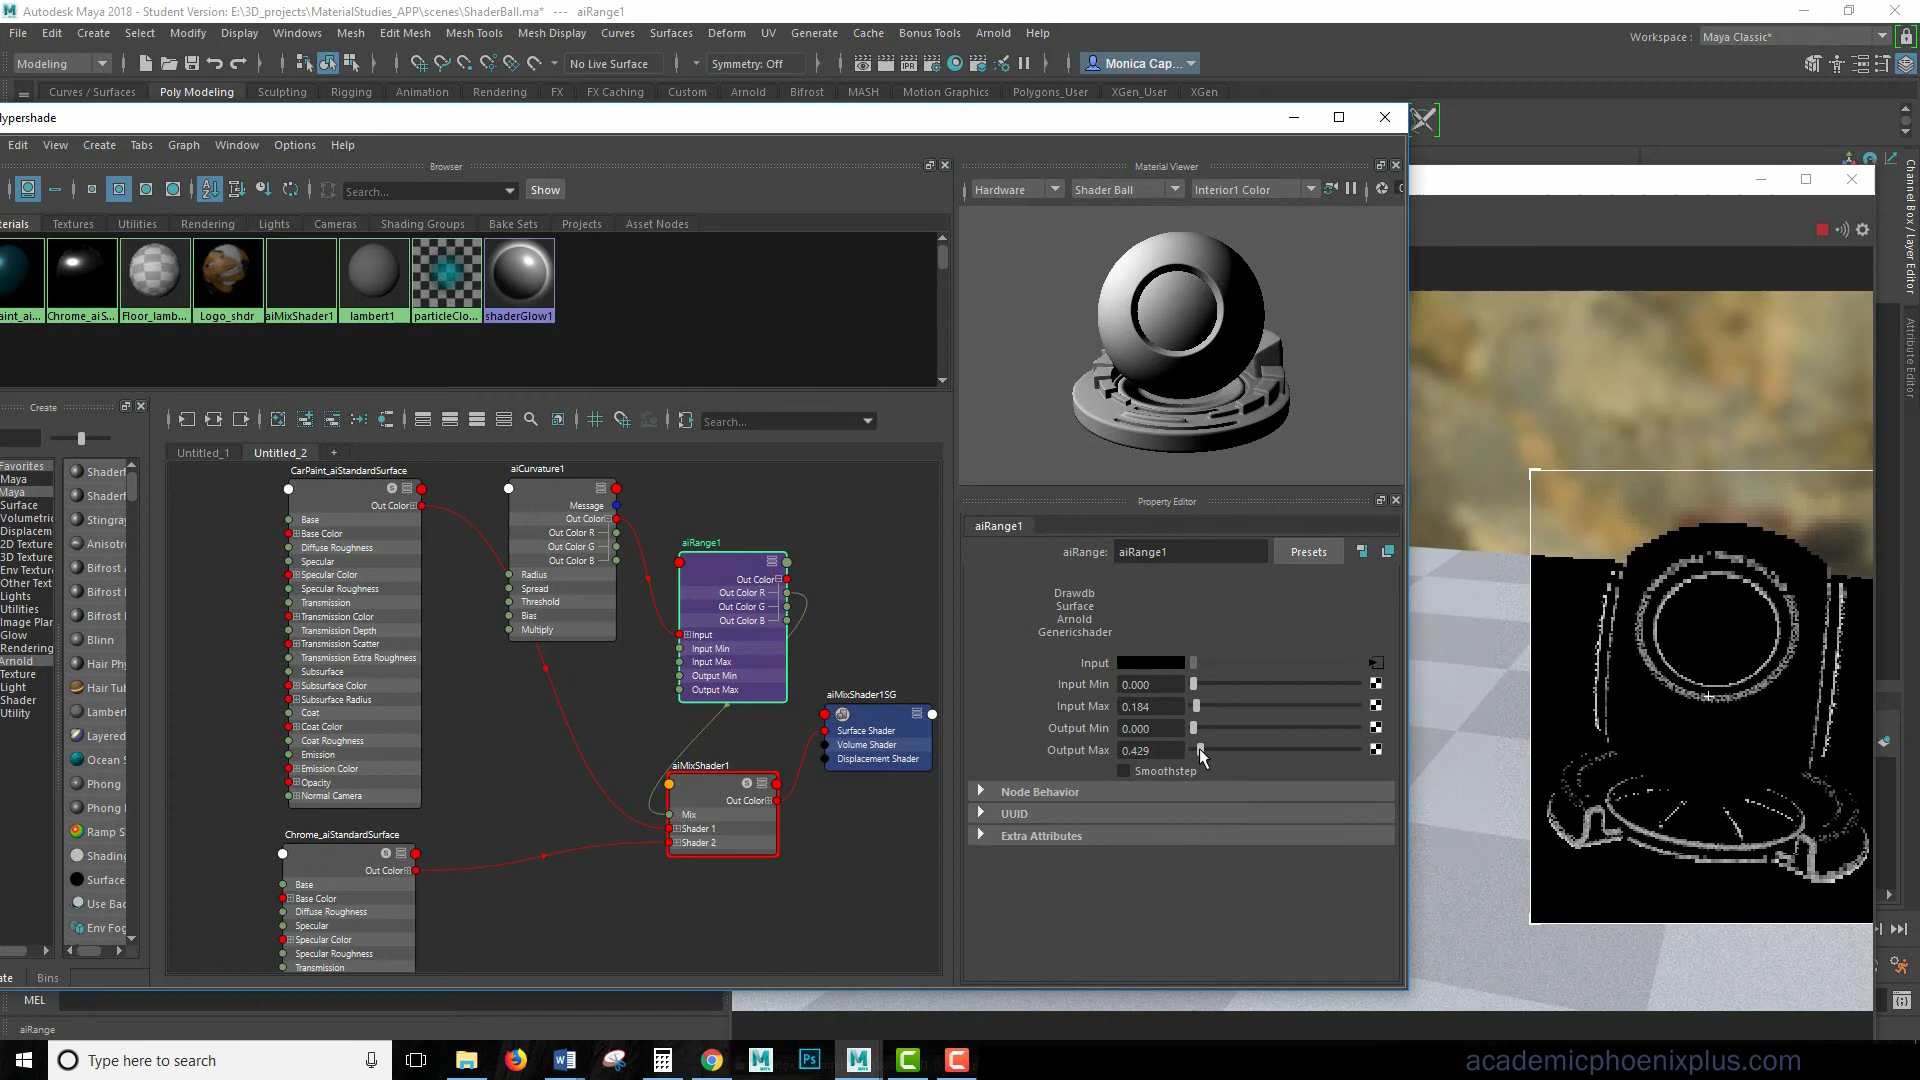 Autodesk Maya 2018 - Student Version: E:\3D_projects\MaterialStudies_APP\scenes\ShaderBall.ma*   ---   aiRange1
File Edit Create Select Modify Display Windows Mesh Edit Mesh Mesh Tools Mesh Display Curves Surfaces Deform UV Generate Cache Bonus Tools Arnold Help
Workspace : Maya Classic*
Modeling No Live Surface Symmetry: Off Monica Cap...
Curves / Surfaces Poly Modeling Sculpting Rigging Animation Rendering FX FX Caching Custom Arnold Bifrost MASH Motion Graphics Polygons_User XGen_User XGen
ypershade
Edit View Create Tabs Graph Window Options Help
Browser
Search... Show
terials Textures Utilities Rendering Lights Cameras Shading Groups Bake Sets Projects Asset Nodes
aint_ai... Chrome_aiS... Floor_lamb... Logo_shdr aiMixShader1 lambert1 particleClo... shaderGlow1
Material Viewer
Hardware Shader Ball Interior1 Color
Channel Box / Layer Editor
Attribute Editor
Create
Search...
Untitled_1 Untitled_2 +
Favorites
Maya
Maya
Surface
Volumetri
Displacem
2D Texture
3D Texture
Env Textur
Other Text
Lights
Utilities
Image Plan
Glow
Rendering
Arnold
Texture
Light
Shader
Utility
Shaderf
Shaderf
Stingray
Anisotro
Bifrost
Bifrost
Bifrost
Blinn
Hair Phy
Hair Tub
Lambert
Layered
Ocean S
Phong
Phong
Ramp S
Shading
Surface
Use Bac
Env Fog
ate Bins
CarPaint_aiStandardSurface
Out Color
Base
Base Color
Diffuse Roughness
Specular
Specular Color
Specular Roughness
Transmission
Transmission Color
Transmission Depth
Transmission Scatter
Transmission Extra Roughness
Subsurface
Subsurface Color
Subsurface Radius
Coat
Coat Color
Coat Roughness
Emission
Emission Color
Opacity
Normal Camera
Chrome_aiStandardSurface
Out Color
Base
Base Color
Diffuse Roughness
Specular
Specular Color
Specular Roughness
Transmission
aiCurvature1
Message
Out Color
Out Color R
Out Color G
Out Color B
Radius
Spread
Threshold
Bias
Multiply
aiRange1
Out Color
Out Color R
Out Color G
Out Color B
Input
Input Min
Input Max
Output Min
Output Max
aiMixShader1SG
Surface Shader
Volume Shader
Displacement Shader
aiMixShader1
Out Color
Mix
Shader 1
Shader 2
Property Editor
aiRange1
aiRange: aiRange1 Presets
Drawdb
Surface
Arnold
Genericshader
Input
Input Min 0.000
Input Max 0.184
Output Min 0.000
Output Max 0.429
Smoothstep
Node Behavior
UUID
Extra Attributes
MEL
aiRange
Type here to search
academicphoenixplus.com